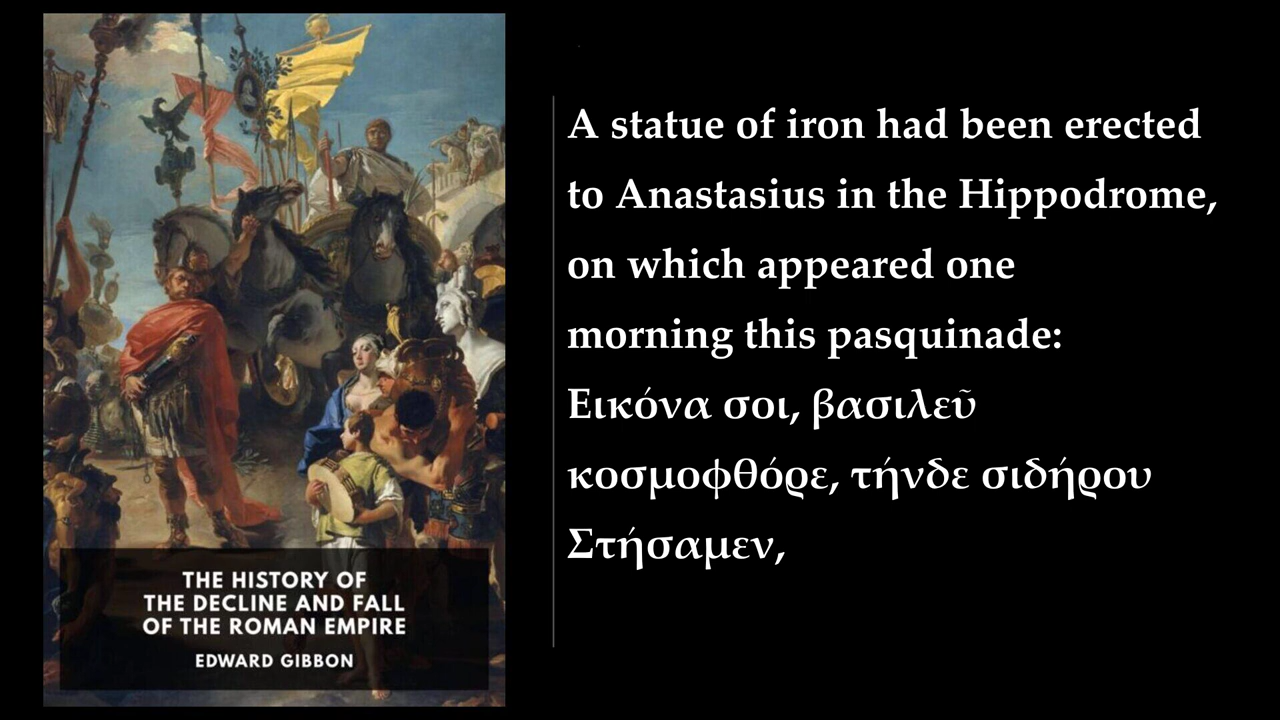 THE HISTORY OF
THE DECLINE AND FALL
OF THE ROMAN EMPIRE
EDWARD GIBBON
A statue of iron had been erected
to Anastasius in the Hippodrome,
on which appeared one
morning this pasquinade:
Εικόνα σοι, βασιλεῦ
κοσμοφθόρε, τήνδε σιδήρου
Στήσαμεν,